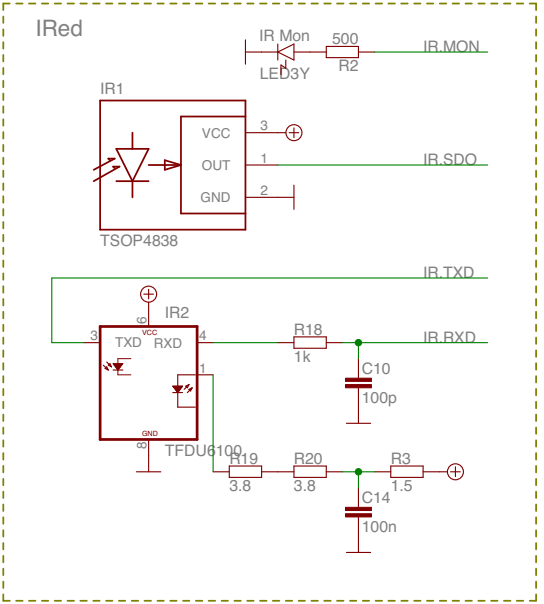 IRed
IR Mon
500
IR.MON
LED3Y
R2
IR1
VCC
3
OUT
1
IR.SDO
GND
2
TSOP4838
IR.TXD
IR2
6
VCC
3
TXD
RXD
4
R18
IR.RXD
1k
1
C10
100p
GND
8
TFDU6100
R19
R20
R3
3.8
3.8
1.5
C14
100n